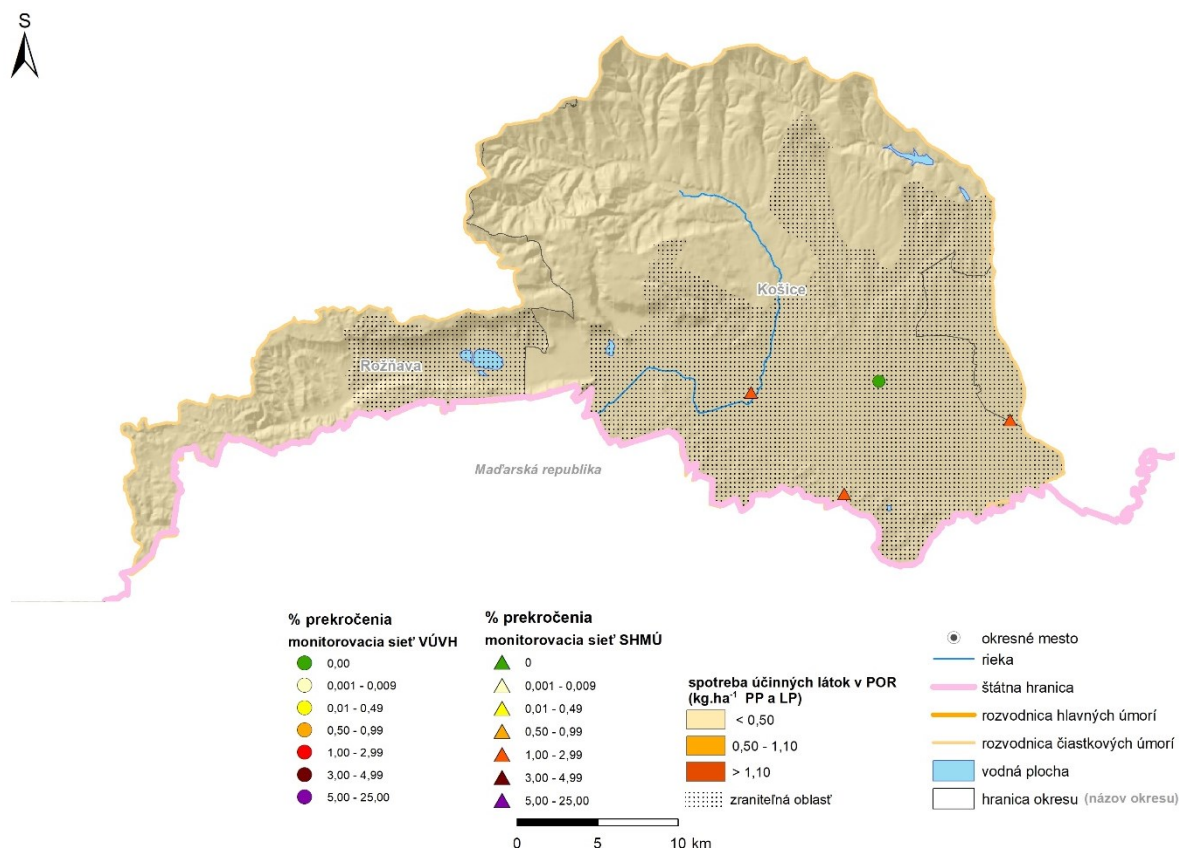 S
Košice
Rožňava
Maďarská republika
% prekročenia
monitorovacia sieť VÚVH
0,00
0,001 - 0,009
0,01 - 0,49
0,50 - 0,99
1,00 - 2,99
3,00 - 4,99
5,00 - 25,00
% prekročenia
monitorovacia sieť SHMÚ
0
0,001 - 0,009
0,01 - 0,49
0,50 - 0,99
1,00 - 2,99
3,00 - 4,99
5,00 - 25,00
spotreba účinných látok v POR
(kg.ha⁻¹ PP a LP)
< 0,50
0,50 - 1,10
> 1,10
zraniteľná oblasť
okresné mesto
rieka
štátna hranica
rozvodnica hlavných úmorí
rozvodnica čiastkových úmorí
vodná plocha
hranica okresu (názov okresu)
0 5 10 km